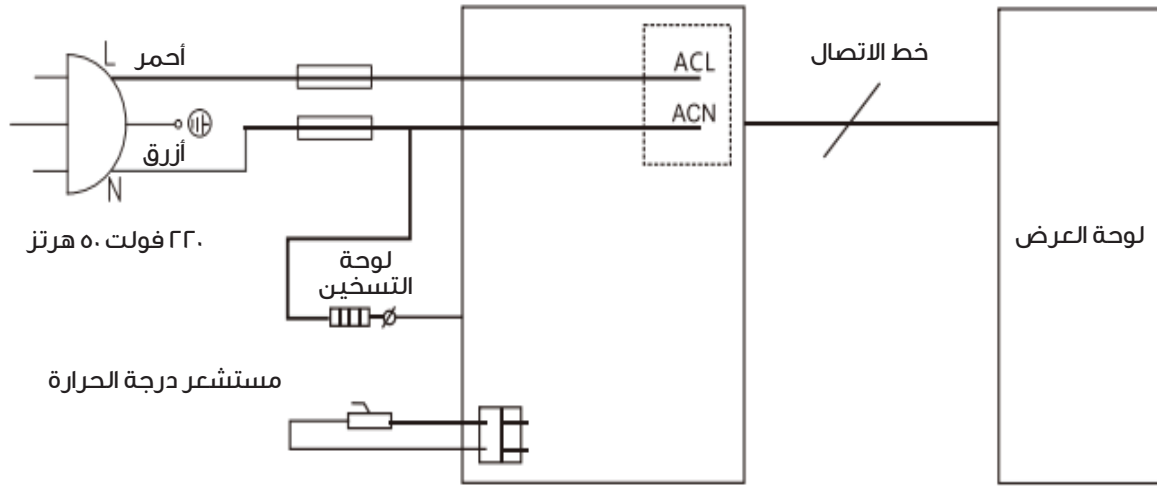 L
أحمر
ACL
خط الاتصال
ACN
أزرق
N
٢٢٠ فولت ٥٠ هرتز
لوحة العرض
لوحة
التسخين
مستشعر درجة الحرارة